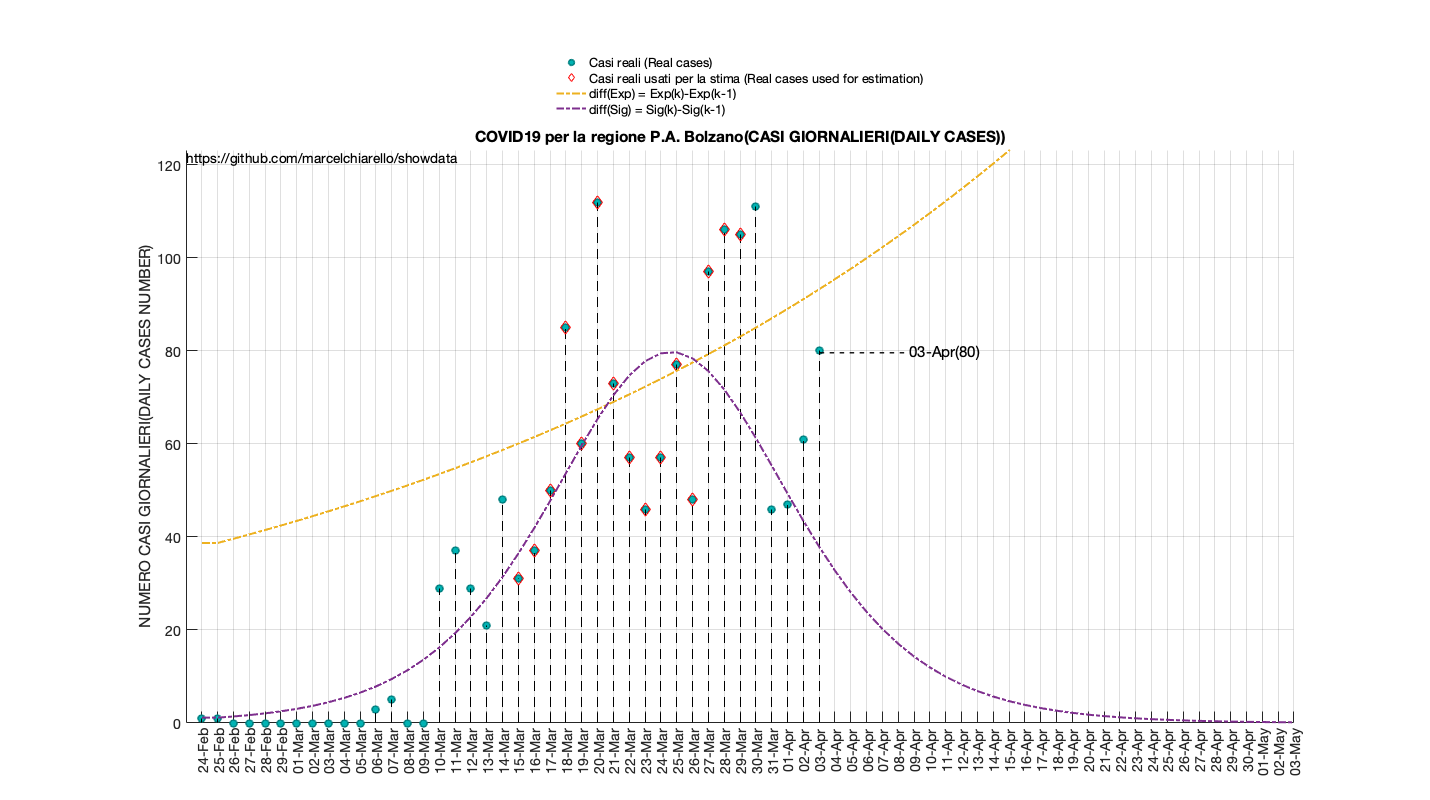 Casi reali (Real cases)
Casi reali usati per la stima (Real cases used for estimation)
diff(Exp) = Exp(k)-Exp(k-1)
diff(Sig) = Sig(k)-Sig(k-1)
COVID19 per la regione P.A. Bolzano(CASI GIORNALIERI(DAILY CASES))
https://github.com/marcelchiarello/showdata
NUMERO CASI GIORNALIERI(DAILY CASES NUMBER)
120
100
80
60
40
20
0
03-Apr(80)
24-Feb
25-Feb
26-Feb
27-Feb
28-Feb
29-Feb
01-Mar
02-Mar
03-Mar
04-Mar
05-Mar
06-Mar
07-Mar
08-Mar
09-Mar
10-Mar
11-Mar
12-Mar
13-Mar
14-Mar
15-Mar
16-Mar
17-Mar
18-Mar
19-Mar
20-Mar
21-Mar
22-Mar
23-Mar
24-Mar
25-Mar
26-Mar
27-Mar
28-Mar
29-Mar
30-Mar
31-Mar
01-Apr
02-Apr
03-Apr
04-Apr
05-Apr
06-Apr
07-Apr
08-Apr
09-Apr
10-Apr
11-Apr
12-Apr
13-Apr
14-Apr
15-Apr
16-Apr
17-Apr
18-Apr
19-Apr
20-Apr
21-Apr
22-Apr
23-Apr
24-Apr
25-Apr
26-Apr
27-Apr
28-Apr
29-Apr
30-Apr
01-May
02-May
03-May